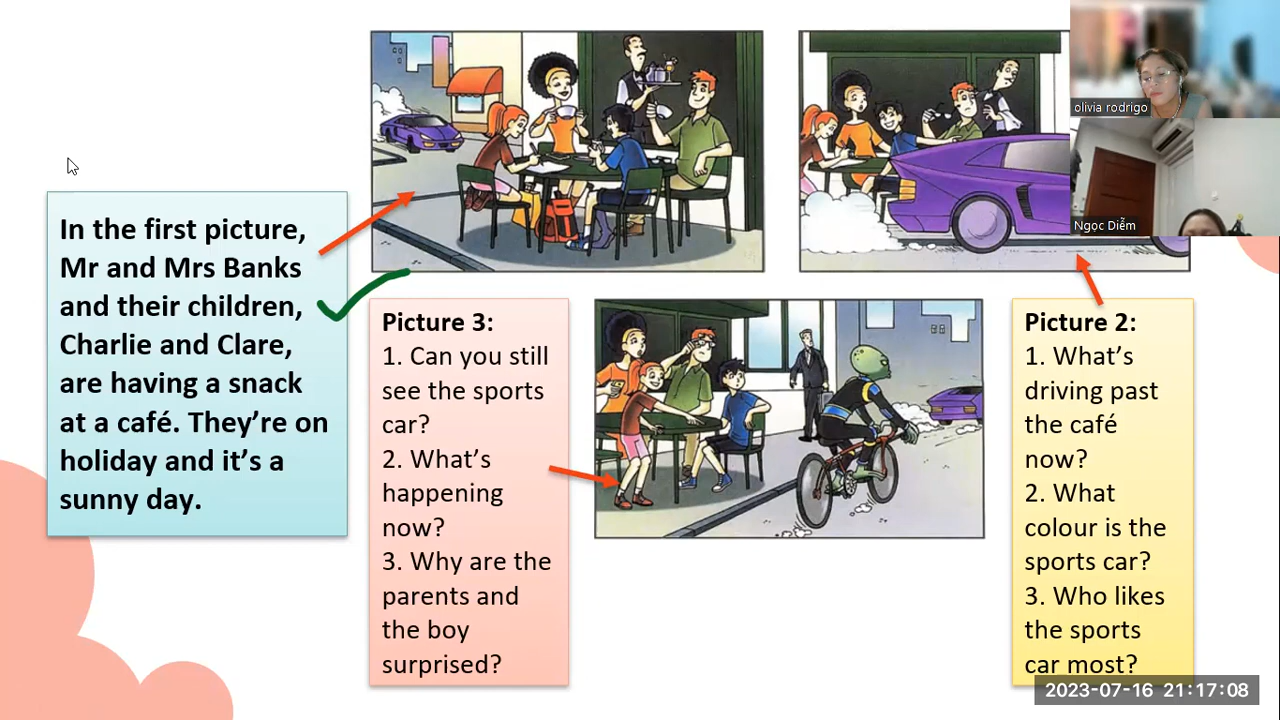 In the first picture,
Mr and Mrs Banks
and their children,
Charlie and Clare,
are having a snack
at a café. They’re on
holiday and it’s a
sunny day.
Picture 3:
1. Can you still
see the sports
car?
2. What’s
happening
now?
3. Why are the
parents and
the boy
surprised?
Picture 2:
1. What’s
driving past
the café
now?
2. What
colour is the
sports car?
3. Who likes
the sports
car most?
olivia rodrigo
Ngọc Diễm
2023-07-16 21:17:08